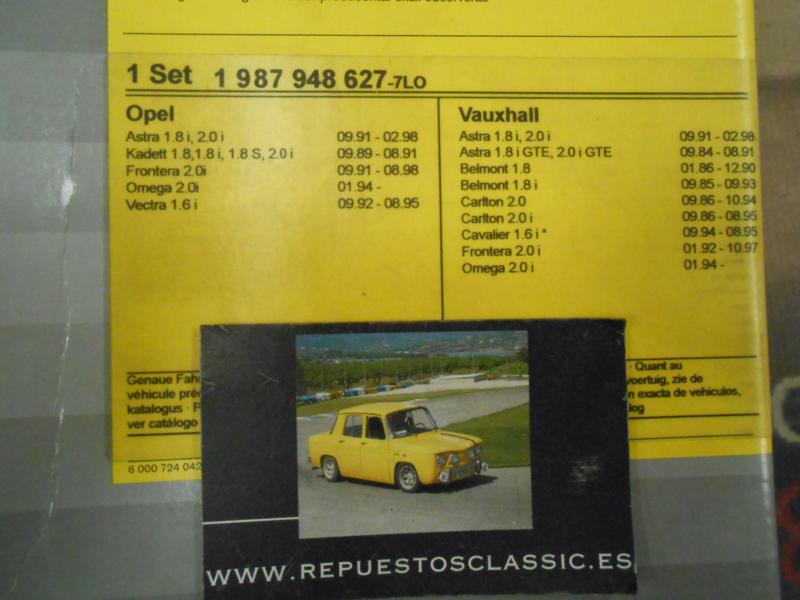 1 Set 1 987 948 627-7LO
Opel
Astra 1.8 i, 2.0 i 09.91 - 02.98
Kadett 1.8,1.8 i, 1.8 S, 2.0 i 09.89 - 08.91
Frontera 2.0i 09.91 - 08.98
Omega 2.0i 01.94 -
Vectra 1.6 i 09.92 - 08.95
Vauxhall
Astra 1.8 i, 2.0 i 09.91 - 02.98
Astra 1.8 i GTE, 2.0 i GTE 09.84 - 08.91
Belmont 1.8 01.86 - 12.90
Belmont 1.8 i 09.85 - 09.93
Carlton 2.0 09.86 - 10.94
Carlton 2.0 i 09.86 - 08.95
Cavalier 1.6 i * 09.94 - 08.95
Frontera 2.0 i 01.92 - 10.97
Omega 2.0 i 01.94 -
Genaue · Quant au
véhicule voertuig, zie de
katalogus · exacta de vehiculos,
ver catálogo
6 000 724 042
WWW.REPUESTOSCLASSIC.ES